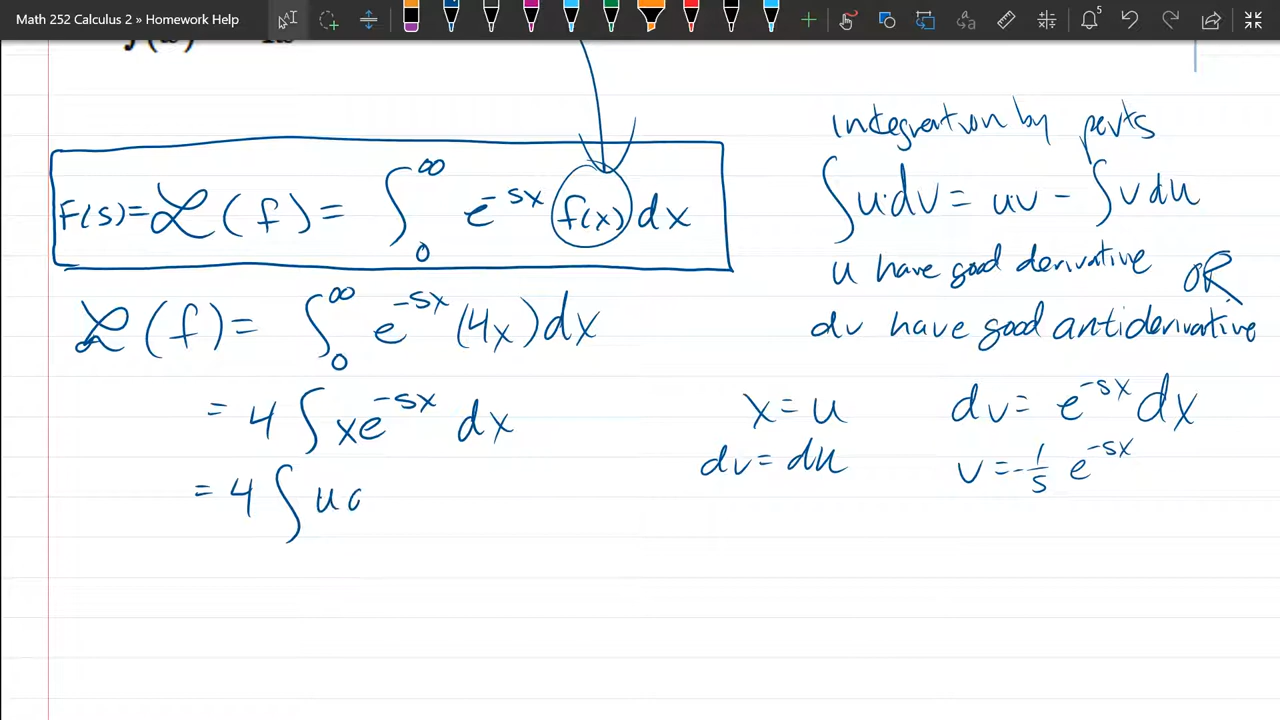 Math 252 Calculus 2 » Homework Help
5
integration by parts
F(s)=ℒ(f)= ∫₀^∞ e^{-sx} f(x) dx
∫u·dv = uv - ∫v du
u have good derivative OR
dv have good antiderivative
ℒ(f)= ∫₀^∞ e^{-sx} (4x)dx
= 4 ∫ xe^{-sx} dx
x = u dv = e^{-sx} dx
dv = du v = -1/s e^{-sx}
= 4 ∫ u